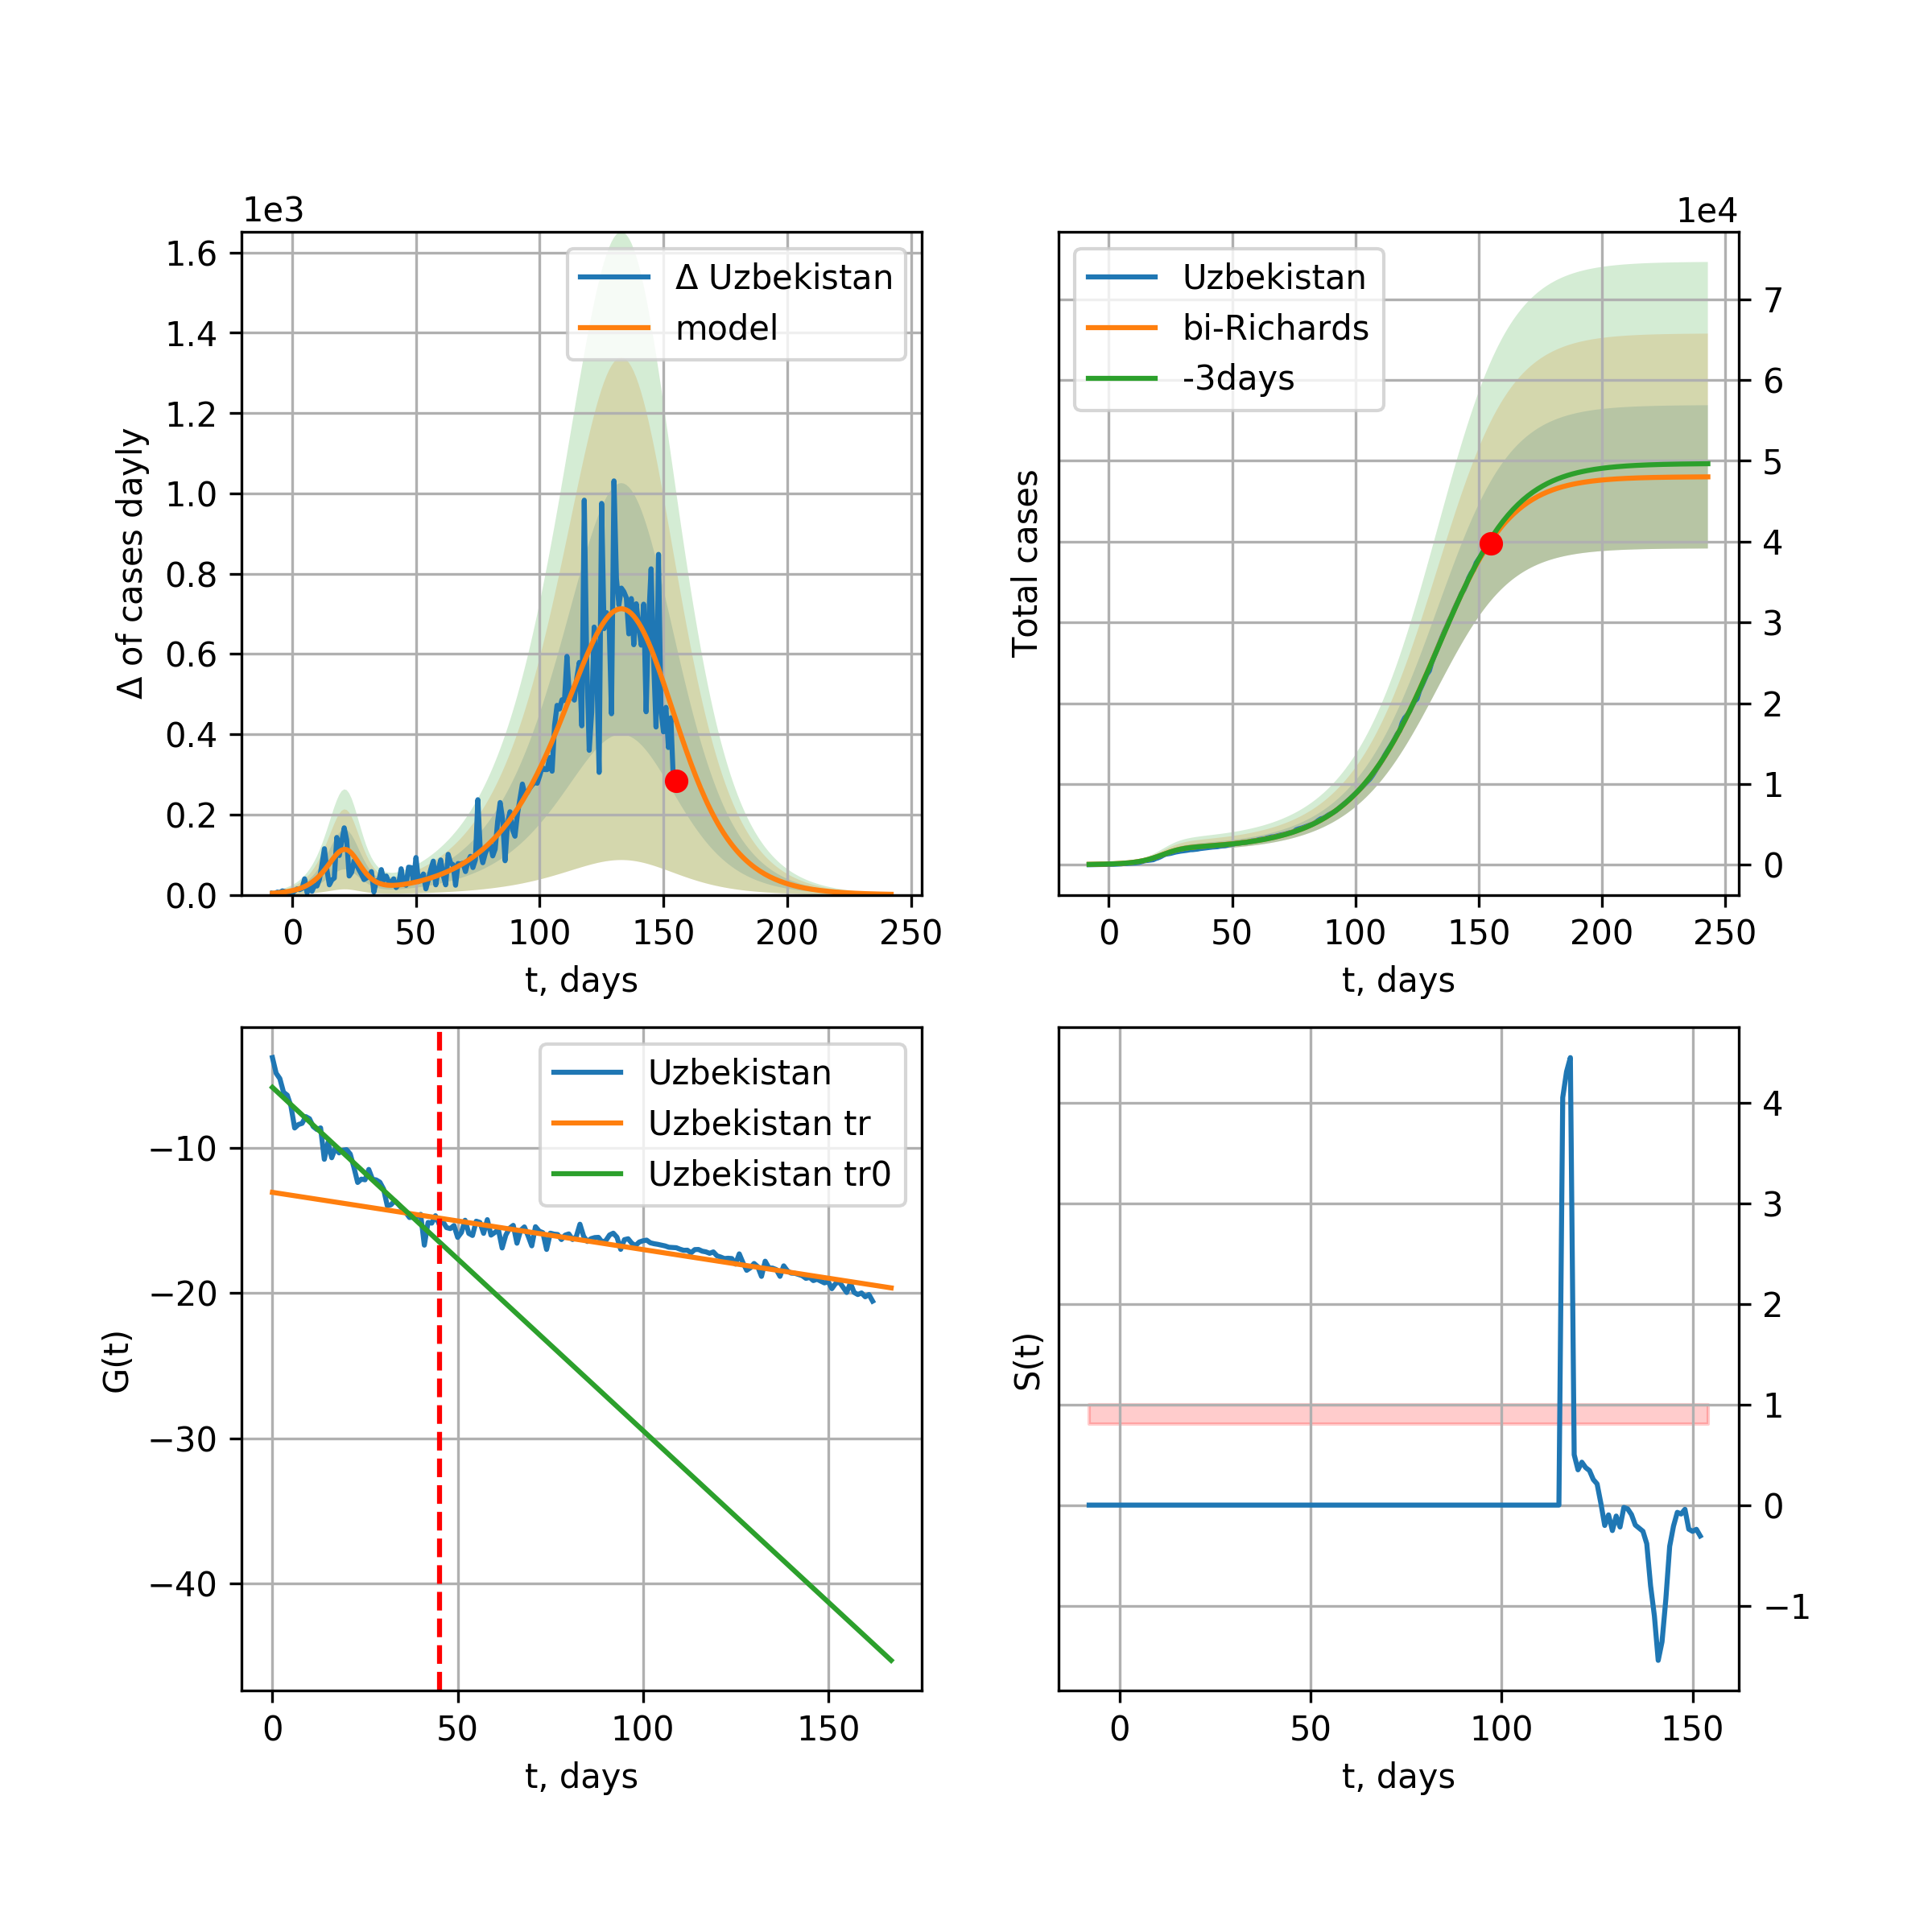 1e3
Δ of cases dayly
1.6
1.4
1.2
1.0
0.8
0.6
0.4
0.2
0.0
Δ Uzbekistan
model
0 50 100 150 200 250
t, days
1e4
Total cases
Uzbekistan
bi-Richards
-3days
7
6
5
4
3
2
1
0
0 50 100 150 200 250
t, days
G(t)
−10
−20
−30
−40
Uzbekistan
Uzbekistan tr
Uzbekistan tr0
0 50 100 150
t, days
S(t)
4
3
2
1
0
−1
0 50 100 150
t, days